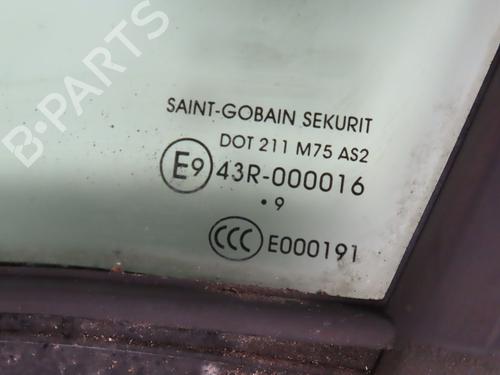 B-PARTS
SAINT-GOBAIN SEKURIT
DOT 211 M75 AS2
E9 43R-000016
• 9
CCC E000191